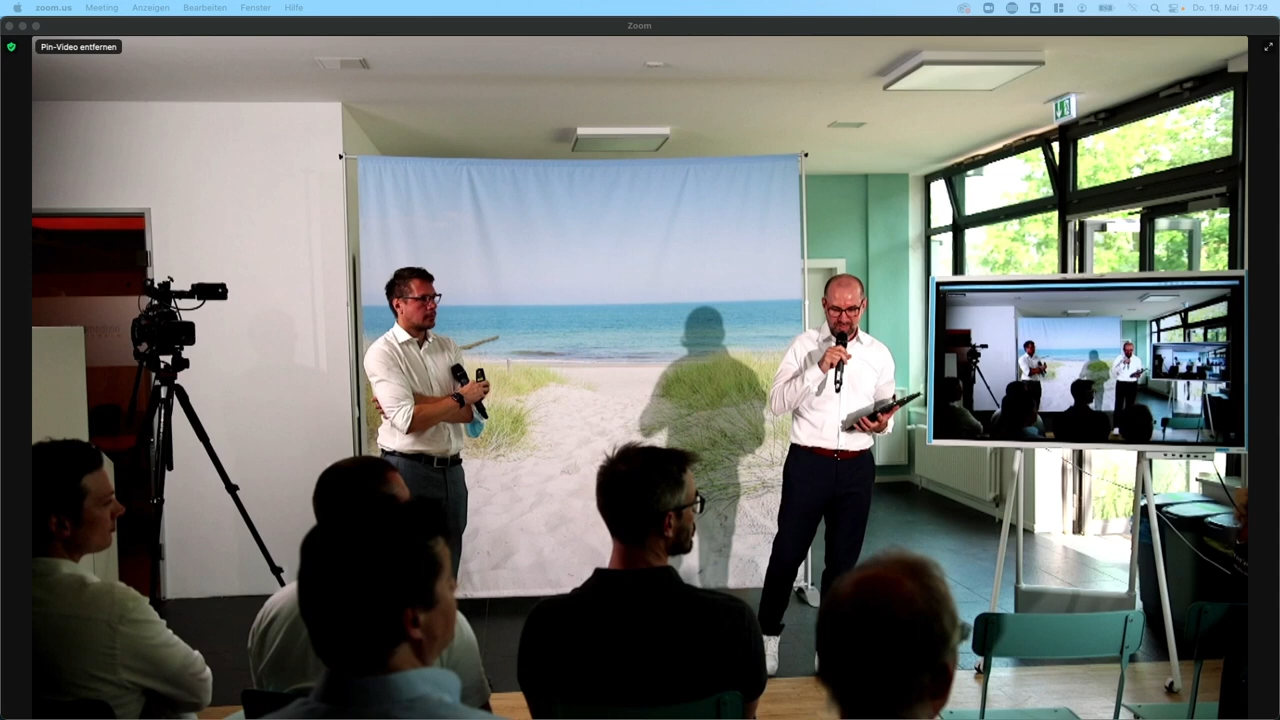 zoom.us Meeting Anzeigen Bearbeiten Fenster Hilfe Do. 19. Mai 17:49
Zoom
Pin-Video entfernen